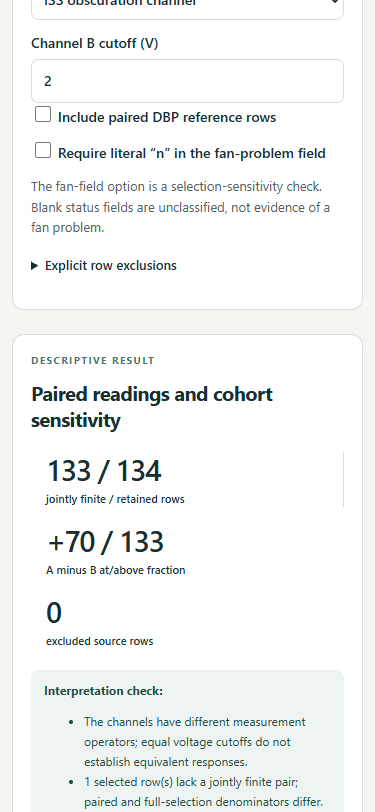 133 obscuration channel
Channel B cutoff (V)
2
Include paired DBP reference rows
Require literal “n” in the fan-problem field
The fan-field option is a selection-sensitivity check.
Blank status fields are unclassified, not evidence of a
fan problem.
Explicit row exclusions
DESCRIPTIVE RESULT
Paired readings and cohort
sensitivity
133 / 134
jointly finite / retained rows
+70 / 133
A minus B at/above fraction
0
excluded source rows
Interpretation check:
The channels have different measurement
operators; equal voltage cutoffs do not
establish equivalent responses.
1 selected row(s) lack a jointly finite pair;
paired and full-selection denominators differ.